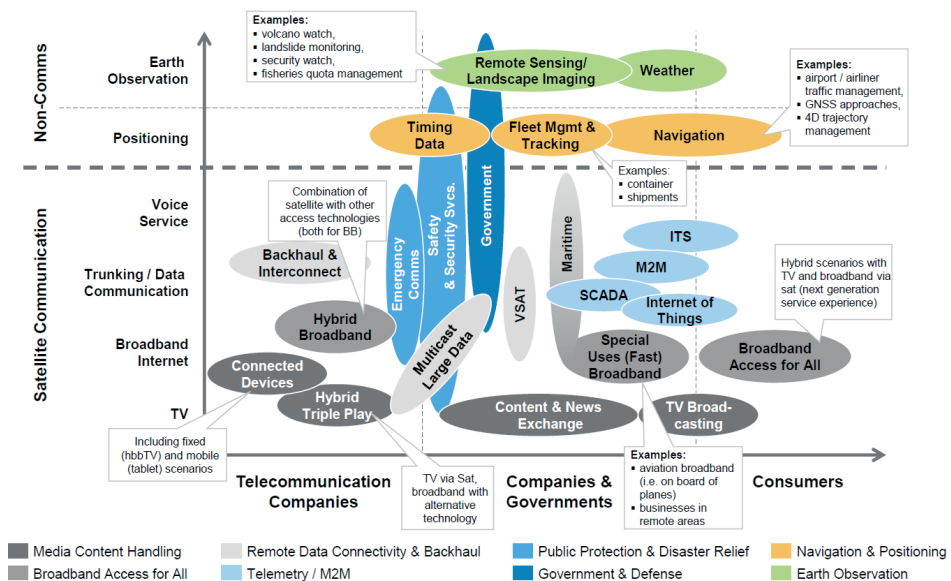 Examples:
▪ volcano watch,
▪ landslide monitoring,
▪ security watch,
▪ fisheries quota management
Examples:
▪ airport / airliner
traffic management,
▪ GNSS approaches,
▪ 4D trajectory
management
Non-Comms
Earth
Observation
Remote Sensing/
Landscape Imaging
Weather
Positioning
Timing
Data
Fleet Mgmt &
Tracking
Navigation
Examples:
▪ container
▪ shipments
Satellite Communication
Combination of
satellite with other
access technologies
(both for BB)
Voice
Service
Emergency
Comms
Safety
& Security Svcs.
Government
Maritime
ITS
Backhaul &
Interconnect
Trunking / Data
Communication
M2M
Hybrid scenarios with
TV and broadband via
sat (next generation
service experience)
VSAT
SCADA
Internet of
Things
Hybrid
Broadband
Broadband
Internet
Multicast
Large Data
Special
Uses (Fast)
Broadband
Broadband
Access for All
Connected
Devices
Hybrid
Triple Play
TV
Content & News
Exchange
TV Broad-
casting
Including fixed
(hbbTV) and mobile
(tablet) scenarios
TV via Sat,
broadband with
alternative
technology
Examples:
▪ aviation broadband
(i.e. on board of
planes)
▪ businesses in
remote areas
Telecommunication
Companies
Companies &
Governments
Consumers
Media Content Handling
Remote Data Connectivity & Backhaul
Public Protection & Disaster Relief
Navigation & Positioning
Broadband Access for All
Telemetry / M2M
Government & Defense
Earth Observation